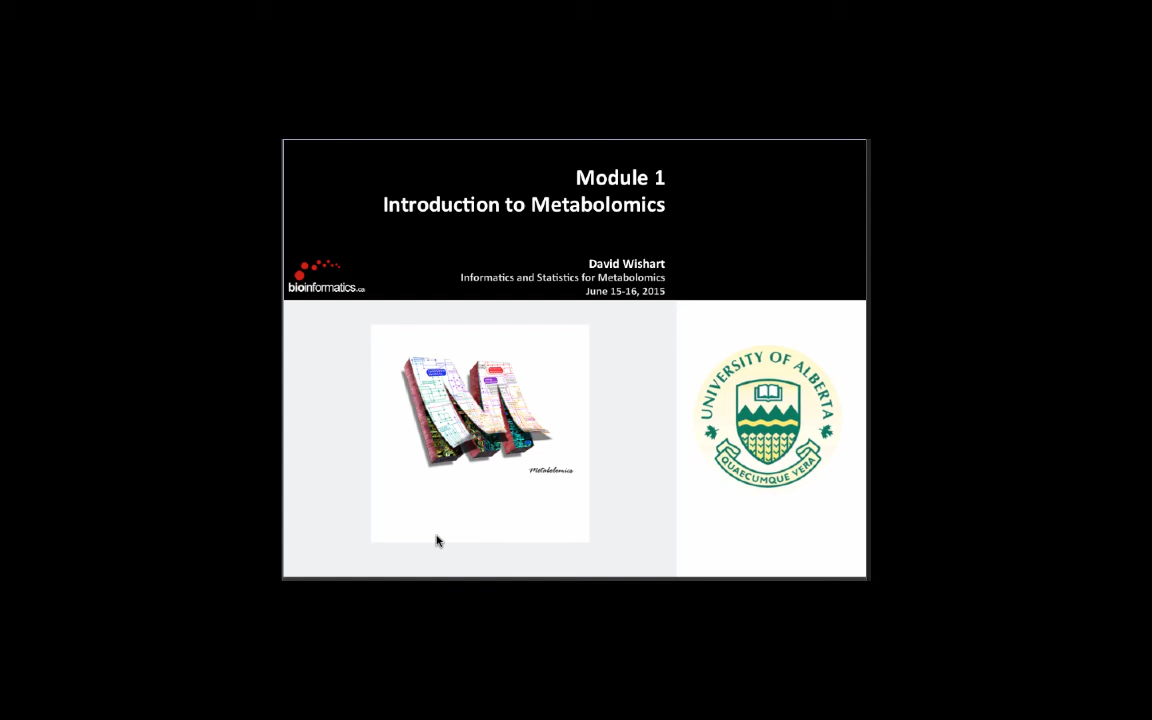 Module 1
Introduction to Metabolomics
David Wishart
Informatics and Statistics for Metabolomics
June 15-16, 2015
bioinformatics.ca
Metabolomics
UNIVERSITY OF ALBERTA
QUAECUMQUE VERA